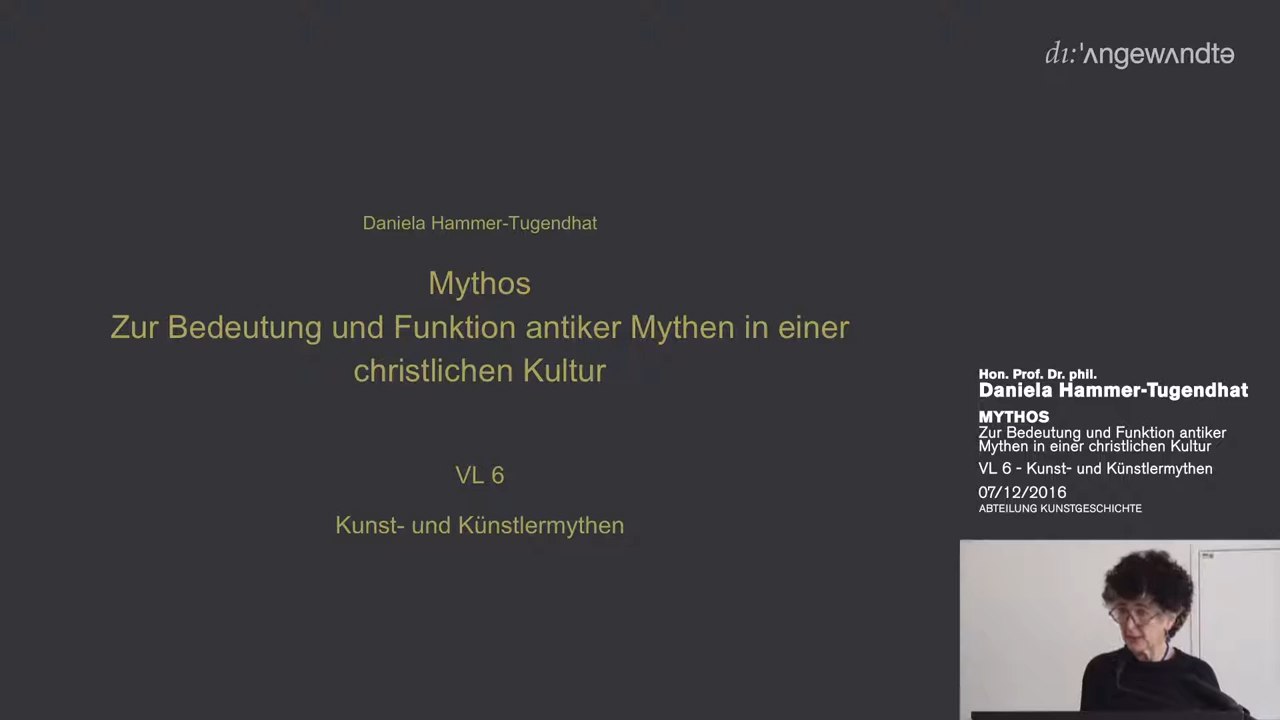 dı:ˈʌngewʌndtə
Daniela Hammer-Tugendhat
Mythos
Zur Bedeutung und Funktion antiker Mythen in einer
christlichen Kultur
VL 6
Kunst- und Künstlermythen
Hon. Prof. Dr. phil.
Daniela Hammer-Tugendhat
MYTHOS
Zur Bedeutung und Funktion antiker
Mythen in einer christlichen Kultur
VL 6 - Kunst- und Künstlermythen
07/12/2016
ABTEILUNG KUNSTGESCHICHTE